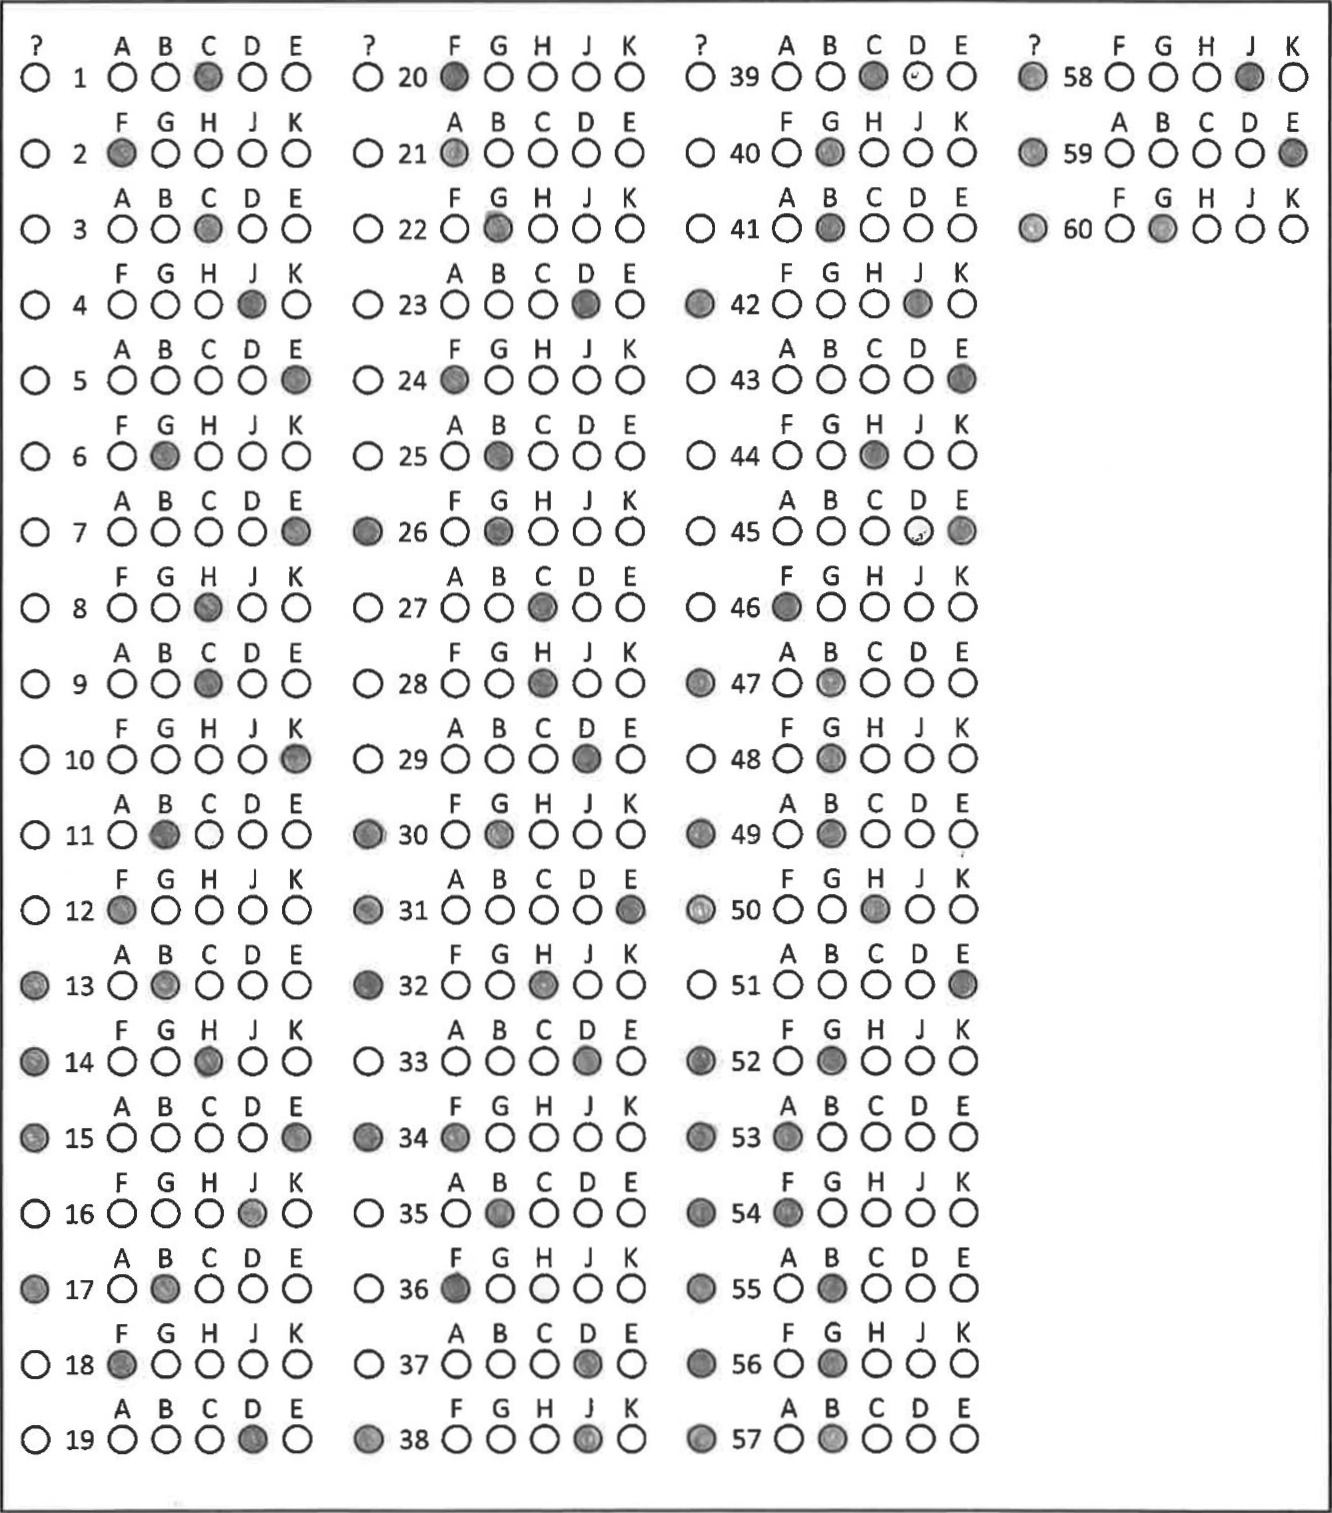 ? A B C D E
1
F G H J K
2
A B C D E
3
F G H J K
4
A B C D E
5
F G H J K
6
A B C D E
7
F G H J K
8
A B C D E
9
F G H J K
10
A B C D E
11
F G H J K
12
A B C D E
13
F G H J K
14
A B C D E
15
F G H J K
16
A B C D E
17
F G H J K
18
A B C D E
19
? F G H J K
20
A B C D E
21
F G H J K
22
A B C D E
23
F G H J K
24
A B C D E
25
F G H J K
26
A B C D E
27
F G H J K
28
A B C D E
29
F G H J K
30
A B C D E
31
F G H J K
32
A B C D E
33
F G H J K
34
A B C D E
35
F G H J K
36
A B C D E
37
F G H J K
38
? A B C D E
39
F G H J K
40
A B C D E
41
F G H J K
42
A B C D E
43
F G H J K
44
A B C D E
45
F G H J K
46
A B C D E
47
F G H J K
48
A B C D E
49
F G H J K
50
A B C D E
51
F G H J K
52
A B C D E
53
F G H J K
54
A B C D E
55
F G H J K
56
A B C D E
57
? F G H J K
58
A B C D E
59
F G H J K
60